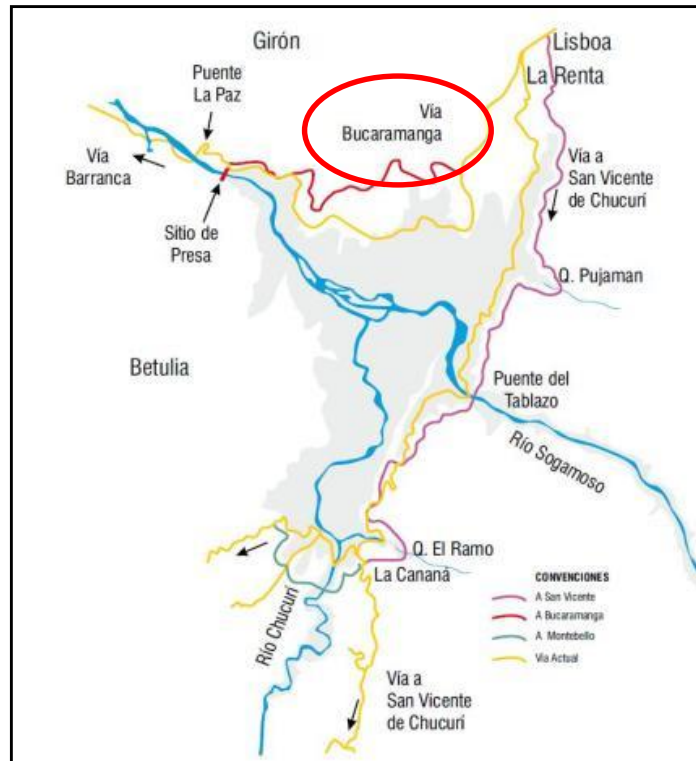 Girón
Lisboa
La Renta
Puente
La Paz
Vía
Bucaramanga
Vía
Barranca
Vía a
San Vicente
de Chucurí
Sitio de
Presa
Q. Pujaman
Betulia
Puente del
Tablazo
Río Sogamoso
Q. El Ramo
La Cananá
Río Chucurí
CONVENCIONES
A San Vicente
A Bucaramanga
A Montebello
Vía Actual
Vía a
San Vicente
de Chucurí